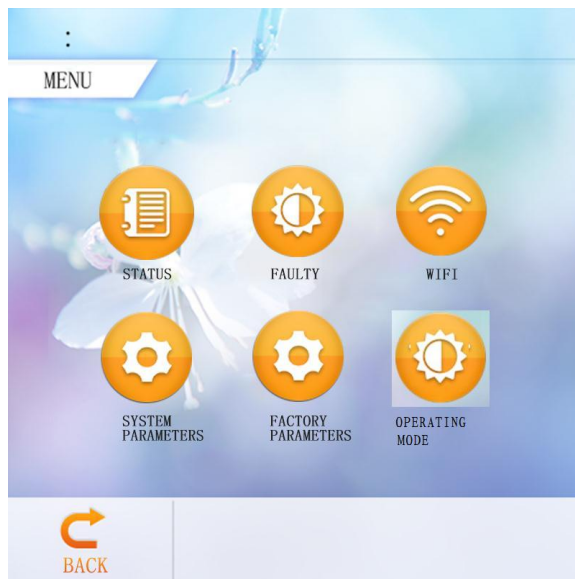 :
MENU
STATUS
FAULTY
WIFI
SYSTEM
PARAMETERS
FACTORY
PARAMETERS
OPERATING
MODE
BACK